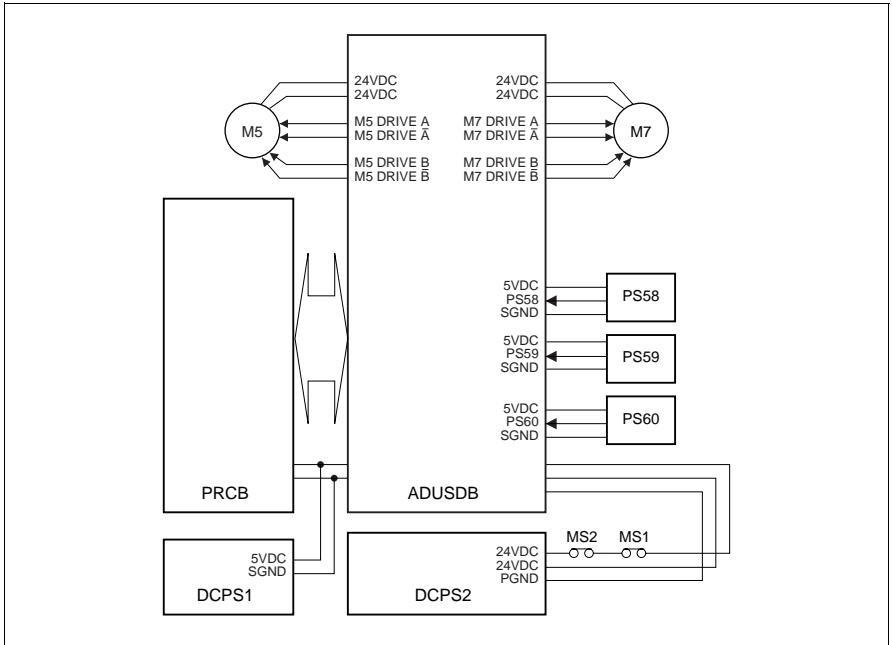 24VDC
24VDC
M5 DRIVE A
M5 DRIVE A̅
M5 DRIVE B
M5 DRIVE B̅
M5
24VDC
24VDC
M7 DRIVE A
M7 DRIVE A̅
M7 DRIVE B
M7 DRIVE B̅
M7
5VDC
PS58
SGND
PS58
5VDC
PS59
SGND
PS59
5VDC
PS60
SGND
PS60
PRCB
ADUSDB
5VDC
SGND
DCPS1
24VDC
24VDC
PGND
DCPS2
MS2
MS1